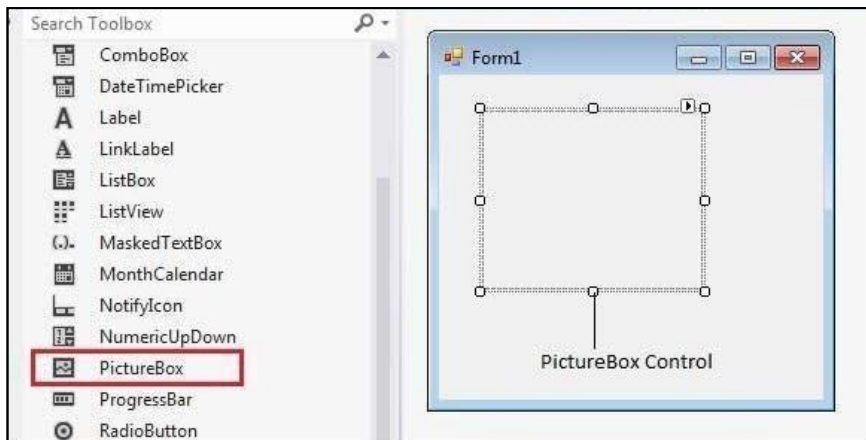 Search Toolbox
ComboBox
DateTimePicker
Label
LinkLabel
ListBox
ListView
MaskedTextBox
MonthCalendar
NotifyIcon
NumericUpDown
PictureBox
ProgressBar
RadioButton
Form1
PictureBox Control